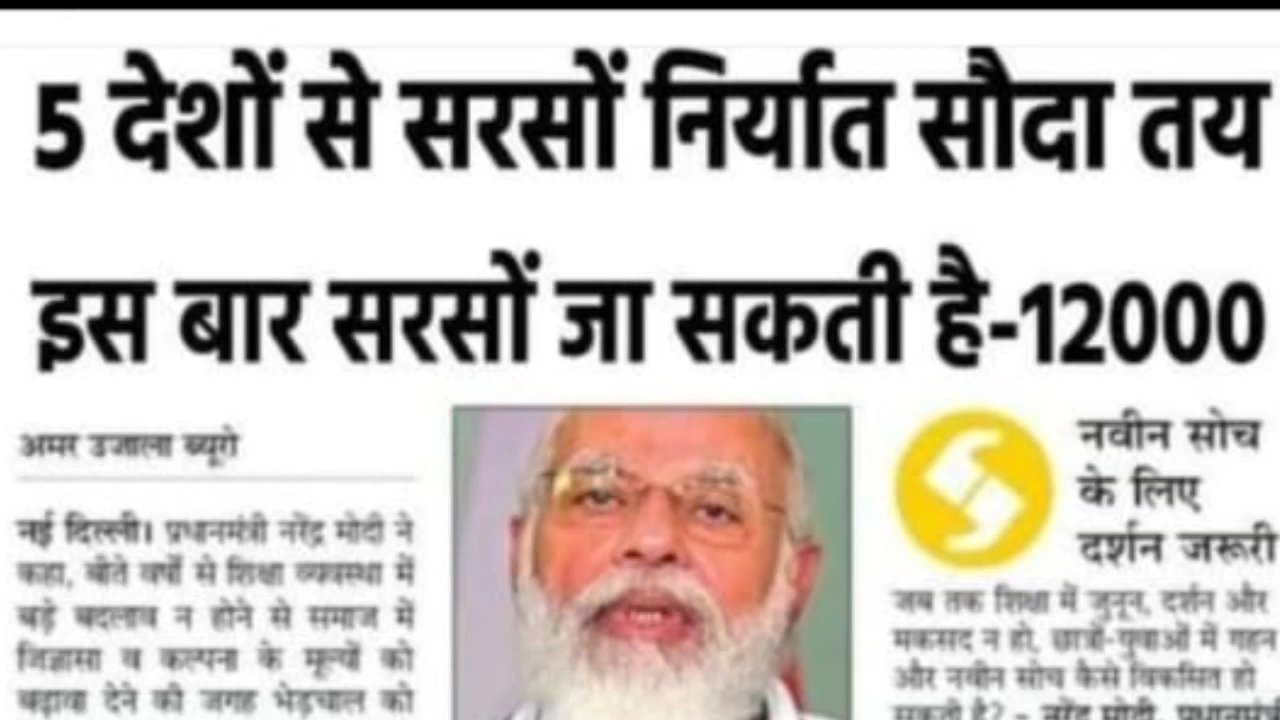 5 देशों से सरसों निर्यात सौदा तय
इस बार सरसों जा सकती है-12000
अमर उजाला ब्यूरो
नई दिल्ली। प्रधानमंत्री नरेंद्र मोदी ने
कहा, बीते वर्षों से शिक्षा व्यवस्था में
बड़े बदलाव न होने से समाज में
जिज्ञासा व कल्पना के मूल्यों को
बढ़ावा देने की जगह भेड़चाल को
नवीन सोच
के लिए
दर्शन जरूरी
जब तक शिक्षा में जुनून, दर्शन और
मकसद न हो, छात्रों-युवाओं में गहन
और नवीन सोच कैसे विकसित हो
सकती है? - नरेंद्र मोदी, प्रधानमंत्री